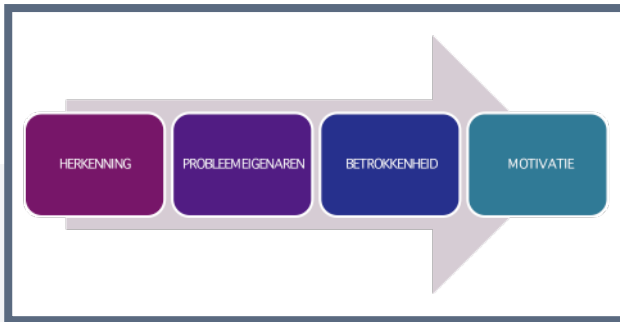 HERKENNING
PROBLEEMEIGENAREN
BETROKKENHEID
MOTIVATIE